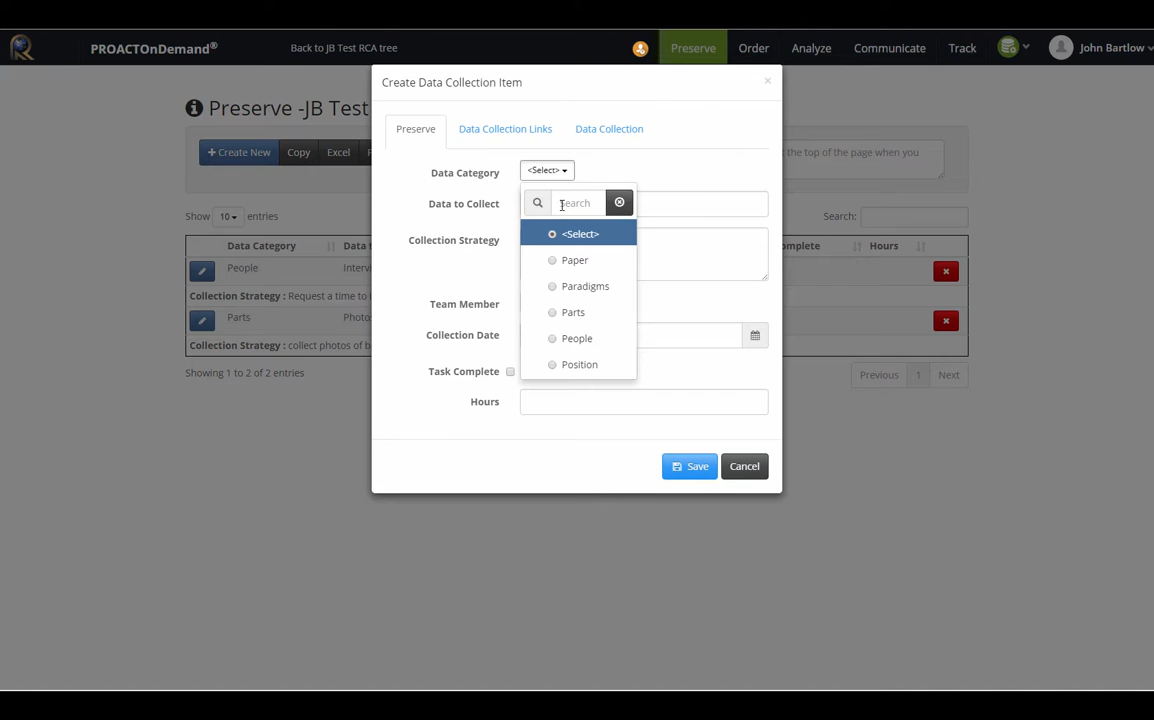 PROACTOnDemand®
Back to JB Test RCA tree
Preserve
Order
Analyze
Communicate
Track
John Bartlow
Create Data Collection Item
×
Preserve -JB Test
Preserve
Data Collection Links
Data Collection
+ Create New
Copy
Excel
the top of the page when you
Data Category
<Select>
Data to Collect
Search
Show 10 entries
Search:
Collection Strategy
<Select>
Data Category
Hours
Paper
People
Collection Strategy : Request a time to
Paradigms
Team Member
Parts
Parts
Collection Date
People
Collection Strategy : collect photos of
Task Complete
Position
Showing 1 to 2 of 2 entries
Previous
1
Next
Hours
Save
Cancel